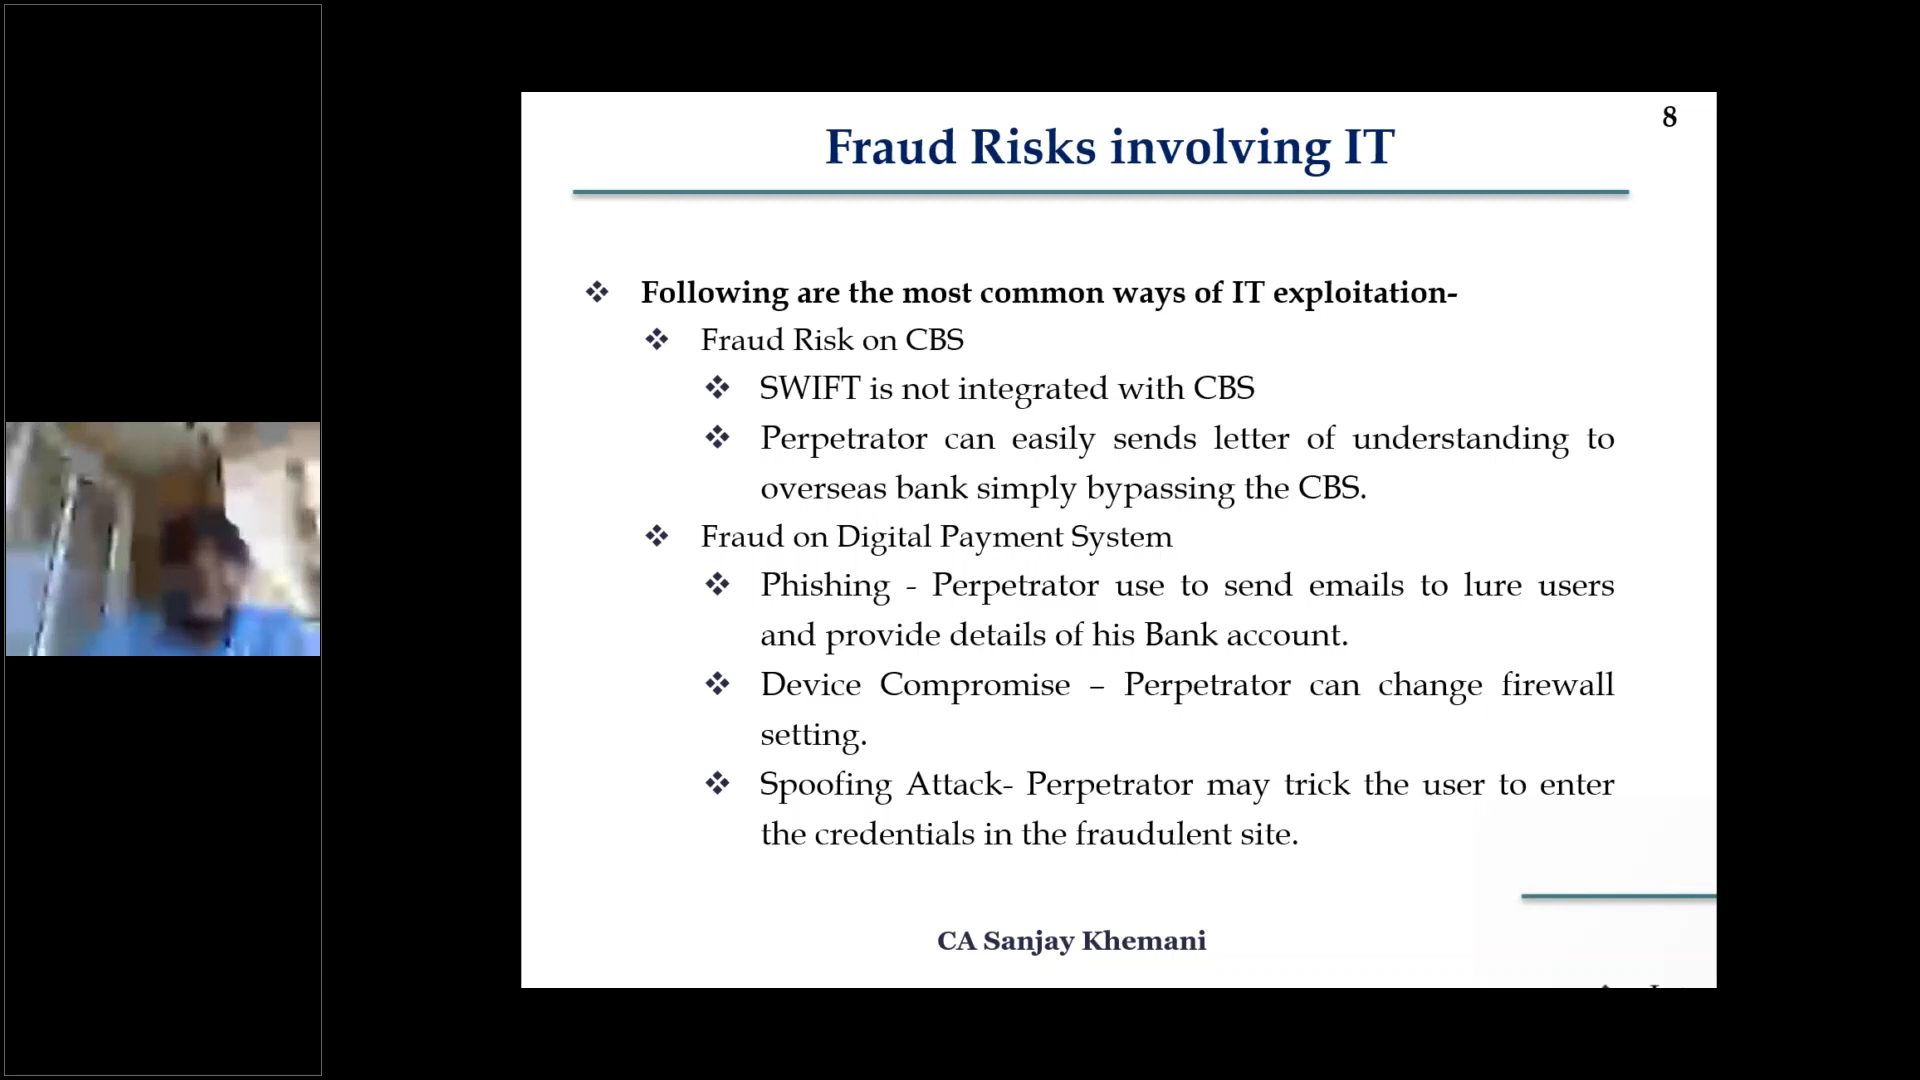 8
Fraud Risks involving IT
❖ Following are the most common ways of IT exploitation-
❖ Fraud Risk on CBS
❖ SWIFT is not integrated with CBS
❖ Perpetrator can easily sends letter of understanding to
overseas bank simply bypassing the CBS.
❖ Fraud on Digital Payment System
❖ Phishing - Perpetrator use to send emails to lure users
and provide details of his Bank account.
❖ Device Compromise – Perpetrator can change firewall
setting.
❖ Spoofing Attack- Perpetrator may trick the user to enter
the credentials in the fraudulent site.
CA Sanjay Khemani